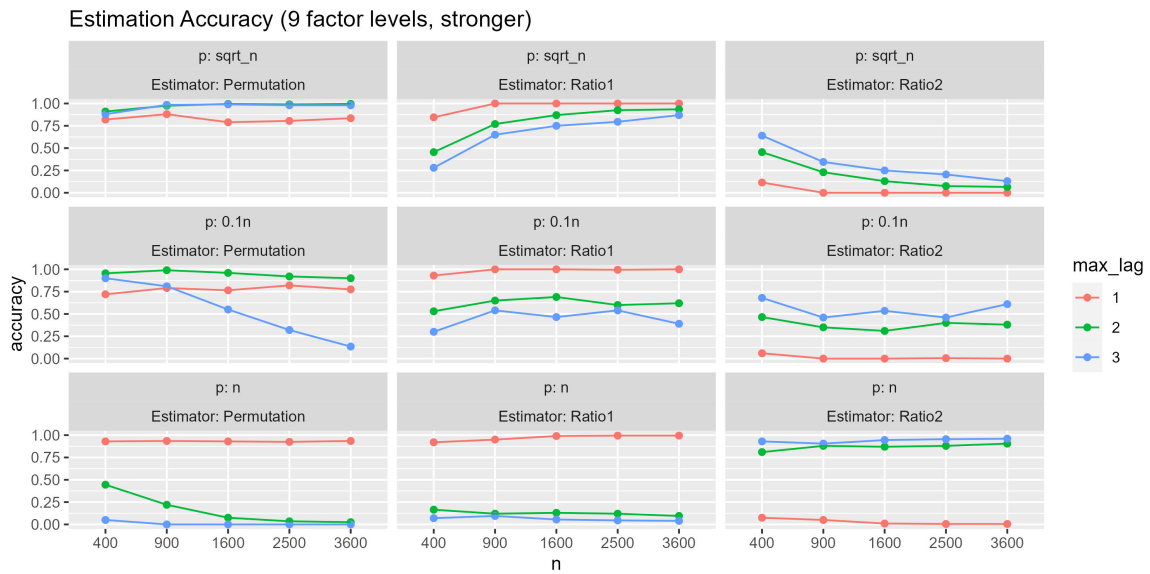 Estimation Accuracy (9 factor levels, stronger)
p: sqrt_n
Estimator: Permutation
p: sqrt_n
Estimator: Ratio1
p: sqrt_n
Estimator: Ratio2
1.00
0.75
0.50
0.25
0.00
p: 0.1n
Estimator: Permutation
p: 0.1n
Estimator: Ratio1
p: 0.1n
Estimator: Ratio2
1.00
0.75
0.50
0.25
0.00
p: n
Estimator: Permutation
p: n
Estimator: Ratio1
p: n
Estimator: Ratio2
1.00
0.75
0.50
0.25
0.00
400 900 1600 2500 3600
400 900 1600 2500 3600
400 900 1600 2500 3600
n
accuracy
max_lag
1
2
3